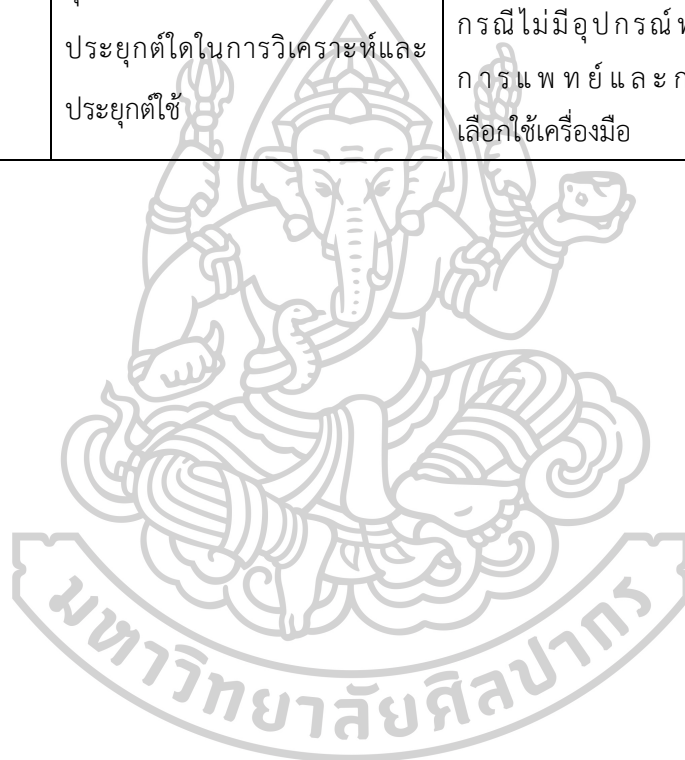 ประยุกต์ใดในการวิเคราะห์และ
ประยุกต์ใช้
กรณีไม่มีอุปกรณ์
การแพทย์และ
เลือกใช้เครื่องมือ
มหาวิทยาลัยศิลปากร